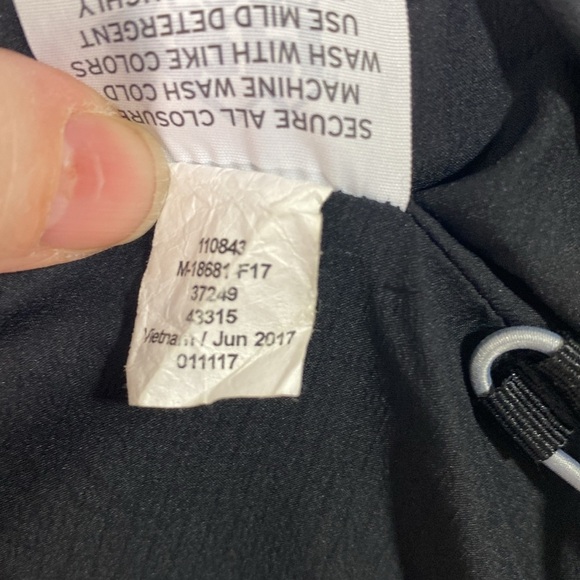 SECURE ALL CLOSURE
MACHINE WASH COLD
WASH WITH LIKE COLORS
USE MILD DETERGENT
110843
M-18681 F17
37249
43315
Vietnam / Jun 2017
011117